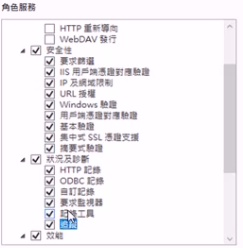 角色服務
HTTP 重新導向
WebDAV 發行
安全性
要求篩選
IIS 用戶端憑證對應驗證
IP 及網域限制
URL 授權
Windows 驗證
用戶端憑證對應驗證
基本驗證
集中式 SSL 憑證支援
摘要式驗證
狀況及診斷
HTTP 記錄
ODBC 記錄
自訂記錄
要求監視器
記錄工具
追蹤
效能